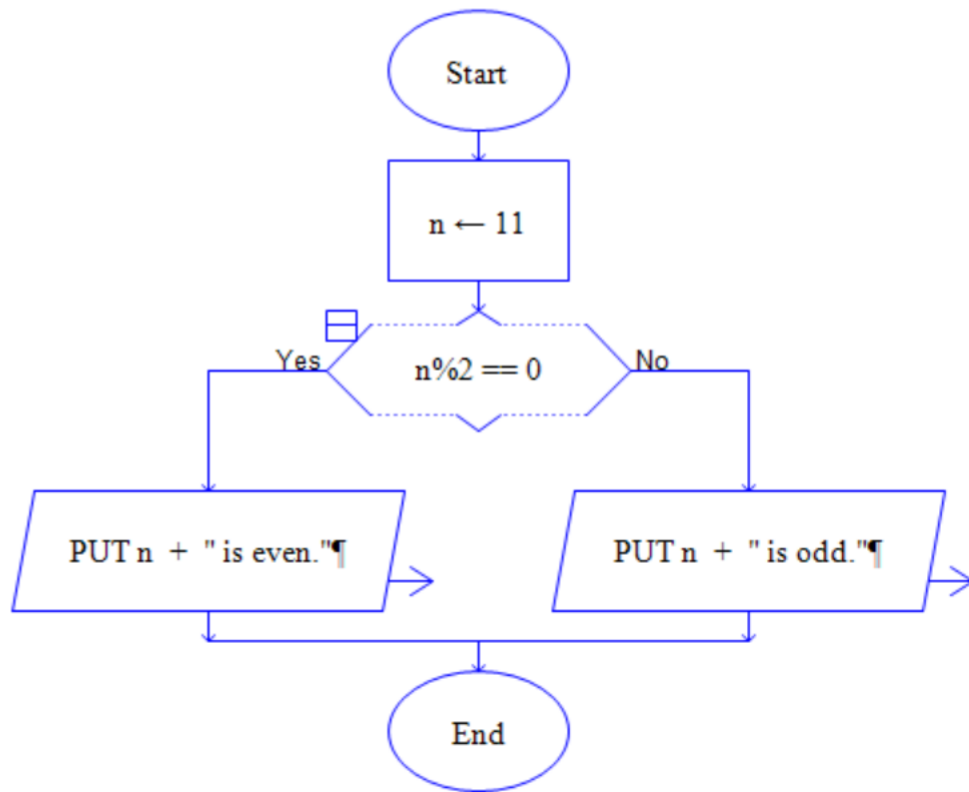 Start
n ← 11
Yes
n%2 == 0
No
PUT n + " is even."¶
PUT n + " is odd."¶
End